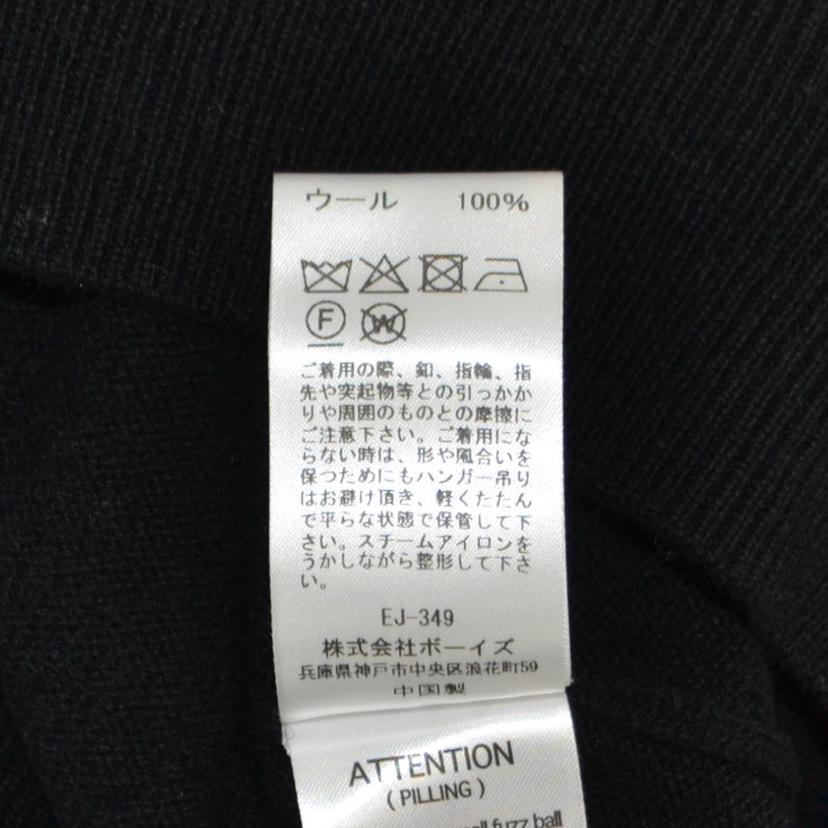 ウール 100%
F W
ご着用の際、釦、指輪、指
先や突起物等との引っかか
りや周囲のものとの摩擦に
ご注意下さい。ご着用にな
らない時は、形や風合いを
保つためにもハンガー吊り
はお避け頂き、軽くたたん
で平らな状態で保管して下
さい。スチームアイロンを
うかしながら整形して下さ
い。
EJ-349
株式会社ボーイズ
兵庫県神戸市中央区浪花町59
中国製
ATTENTION
(PILLING)
fuzz ball